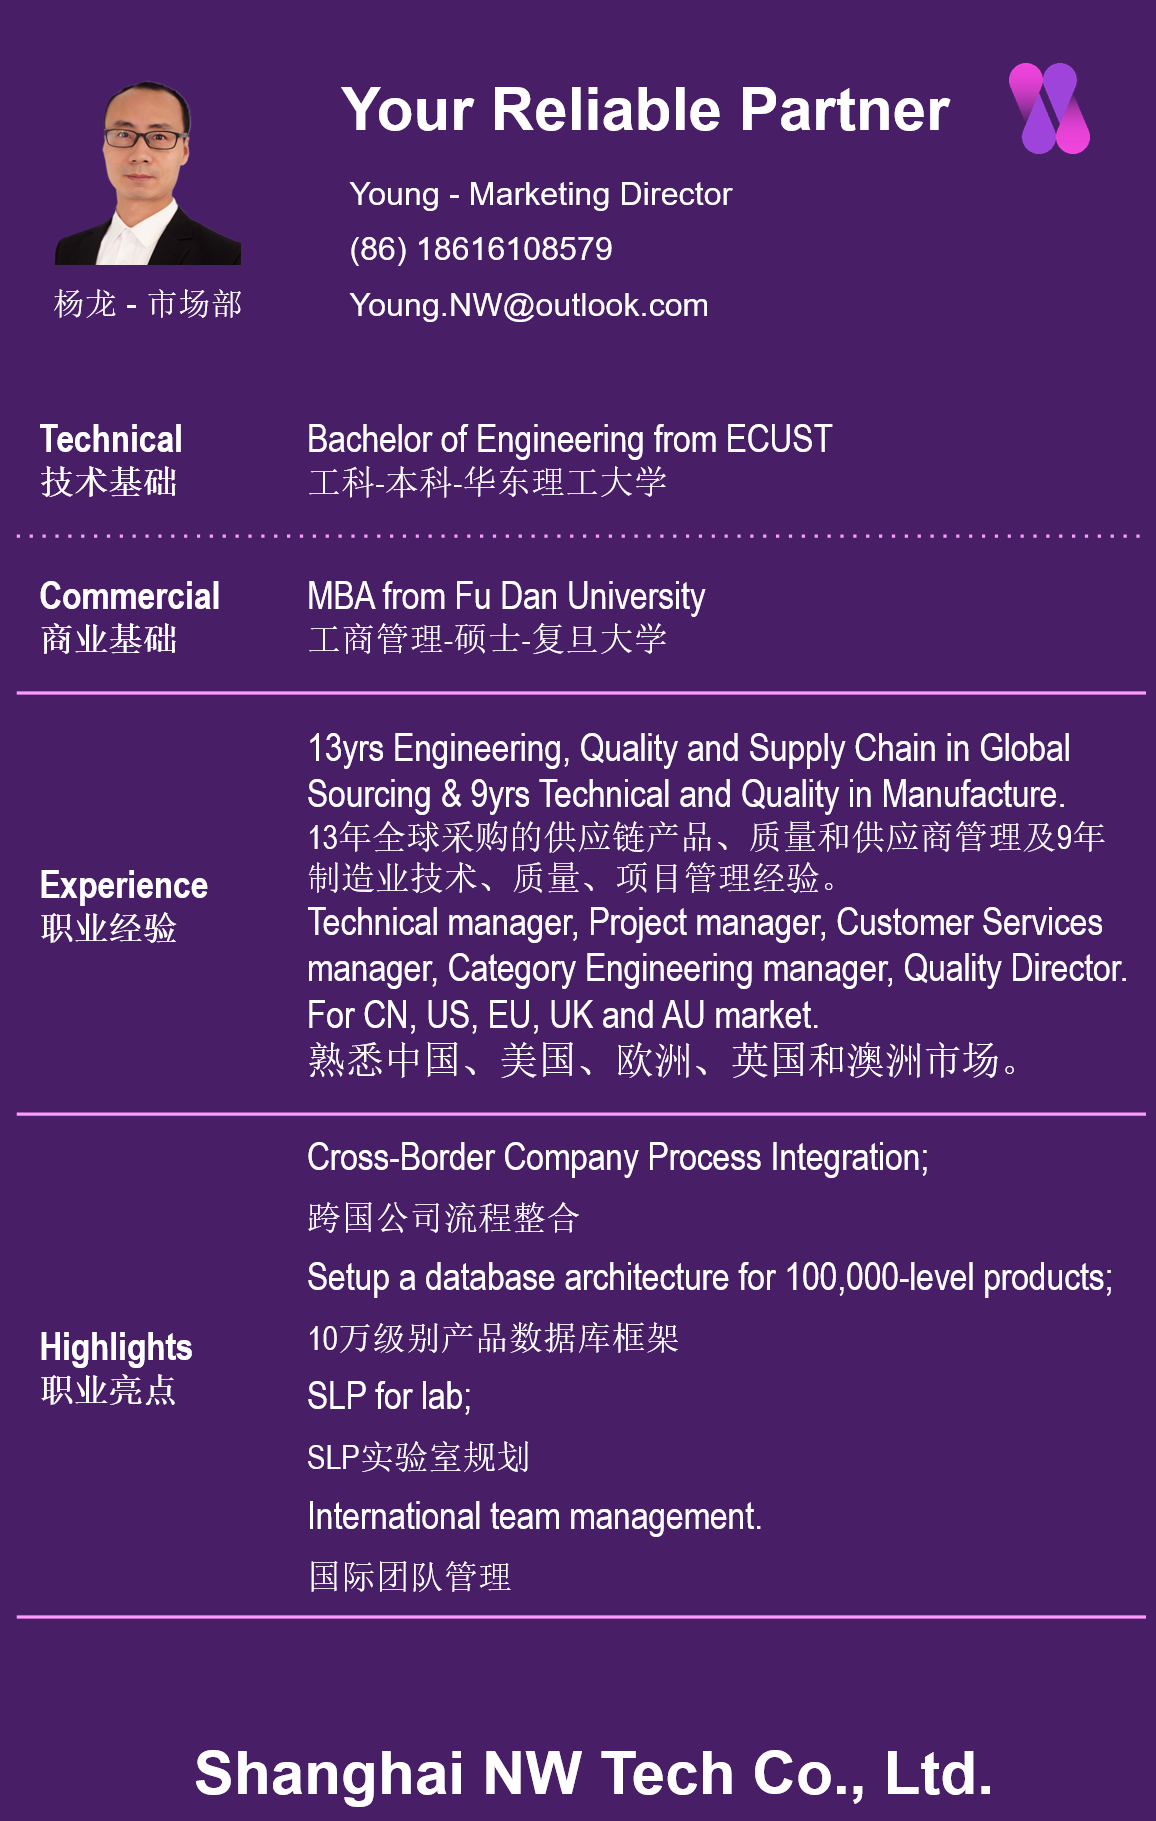 Your Reliable Partner
Young - Marketing Director
(86) 18616108579
Young.NW@outlook.com
杨龙 - 市场部
Technical
技术基础
Bachelor of Engineering from ECUST
工科-本科-华东理工大学
Commercial
商业基础
MBA from Fu Dan University
工商管理-硕士-复旦大学
Experience
职业经验
13yrs Engineering, Quality and Supply Chain in Global
Sourcing & 9yrs Technical and Quality in Manufacture.
13年全球采购的供应链产品、质量和供应商管理及9年
制造业技术、质量、项目管理经验。
Technical manager, Project manager, Customer Services
manager, Category Engineering manager, Quality Director.
For CN, US, EU, UK and AU market.
熟悉中国、美国、欧洲、英国和澳洲市场。
Highlights
职业亮点
Cross-Border Company Process Integration;
跨国公司流程整合
Setup a database architecture for 100,000-level products;
10万级别产品数据库框架
SLP for lab;
SLP实验室规划
International team management.
国际团队管理
Shanghai NW Tech Co., Ltd.